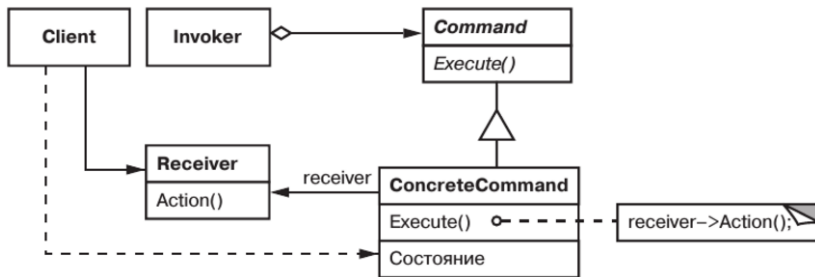 Client
Invoker
Command
Execute()
Receiver
Action()
receiver
ConcreteCommand
Execute()
receiver->Action();
Состояние